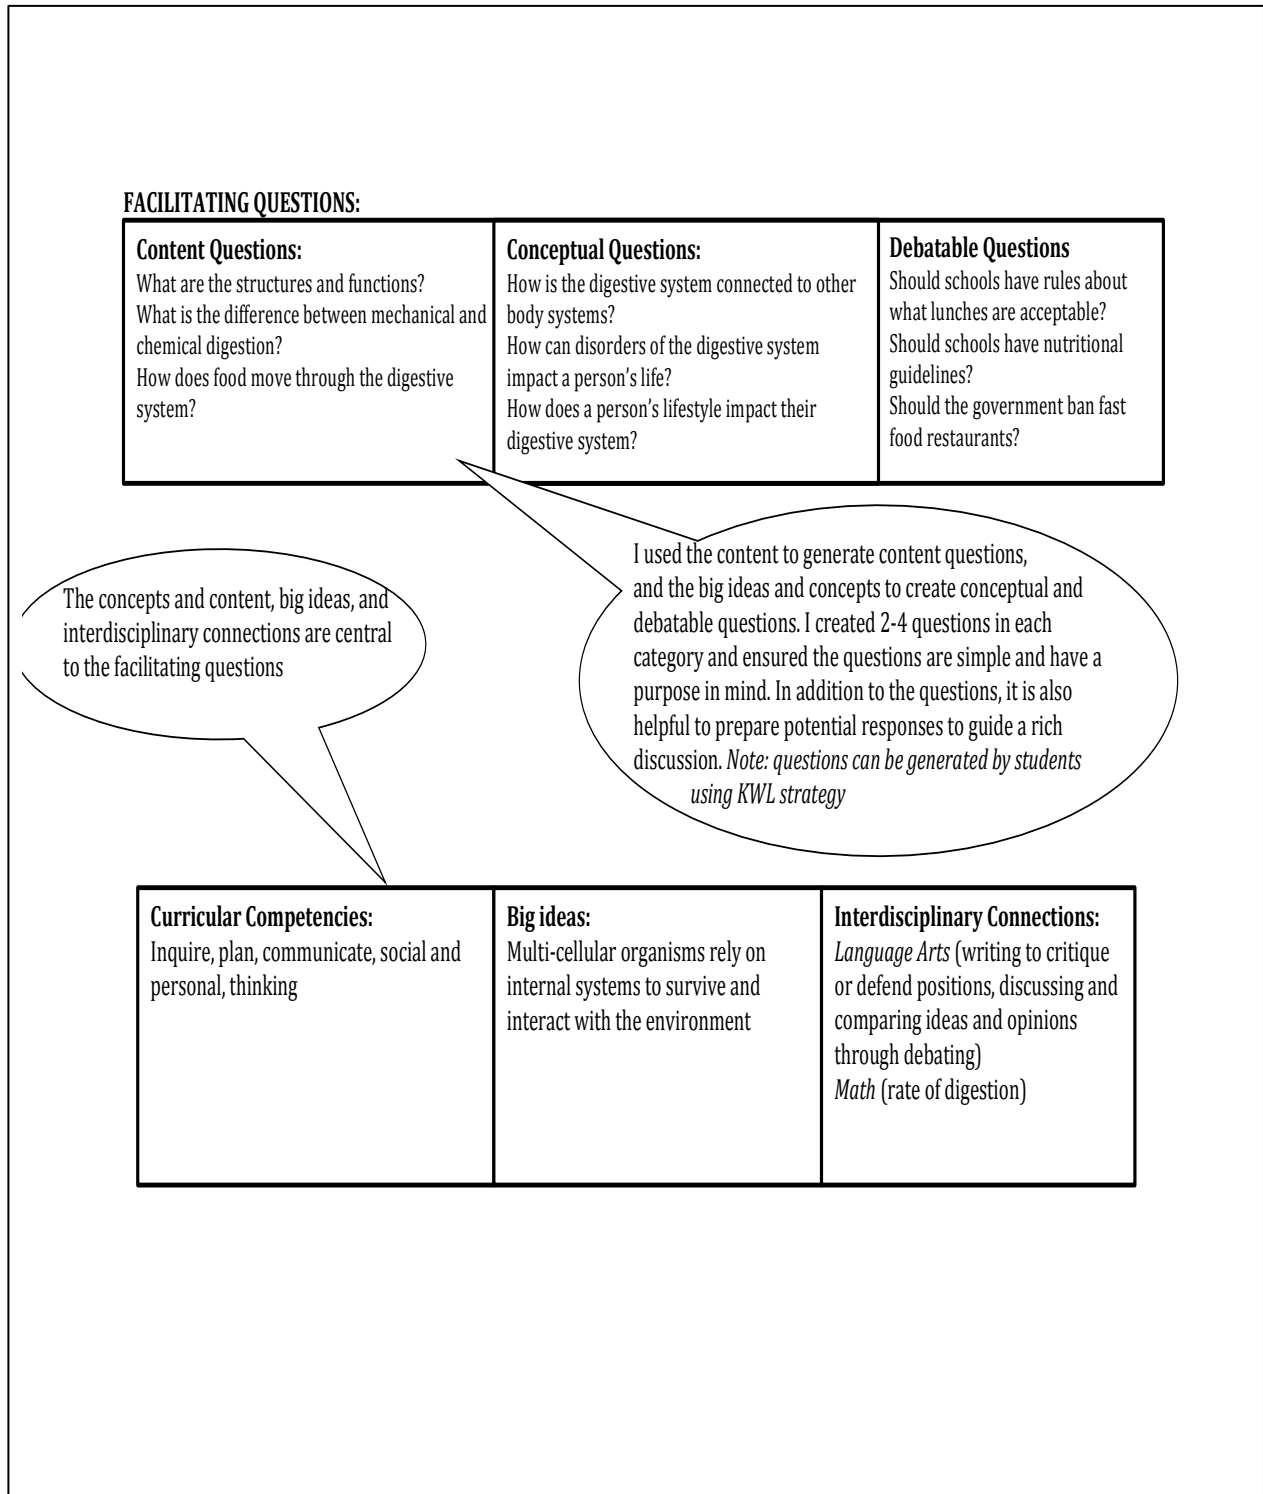 FACILITATING QUESTIONS:
Content Questions:
What are the structures and functions?
What is the difference between mechanical and
chemical digestion?
How does food move through the digestive
system?
Conceptual Questions:
How is the digestive system connected to other
body systems?
How can disorders of the digestive system
impact a person's life?
How does a person's lifestyle impact their
digestive system?
Debatable Questions
Should schools have rules about
what lunches are acceptable?
Should schools have nutritional
guidelines?
Should the government ban fast
food restaurants?
The concepts and content, big ideas, and
interdisciplinary connections are central
to the facilitating questions
I used the content to generate content questions,
and the big ideas and concepts to create conceptual and
debatable questions. I created 2-4 questions in each
category and ensured the questions are simple and have a
purpose in mind. In addition to the questions, it is also
helpful to prepare potential responses to guide a rich
discussion. Note: questions can be generated by students
using KWL strategy
Curricular Competencies:
Inquire, plan, communicate, social and
personal, thinking
Big ideas:
Multi-cellular organisms rely on
internal systems to survive and
interact with the environment
Interdisciplinary Connections:
Language Arts (writing to critique
or defend positions, discussing and
comparing ideas and opinions
through debating)
Math (rate of digestion)